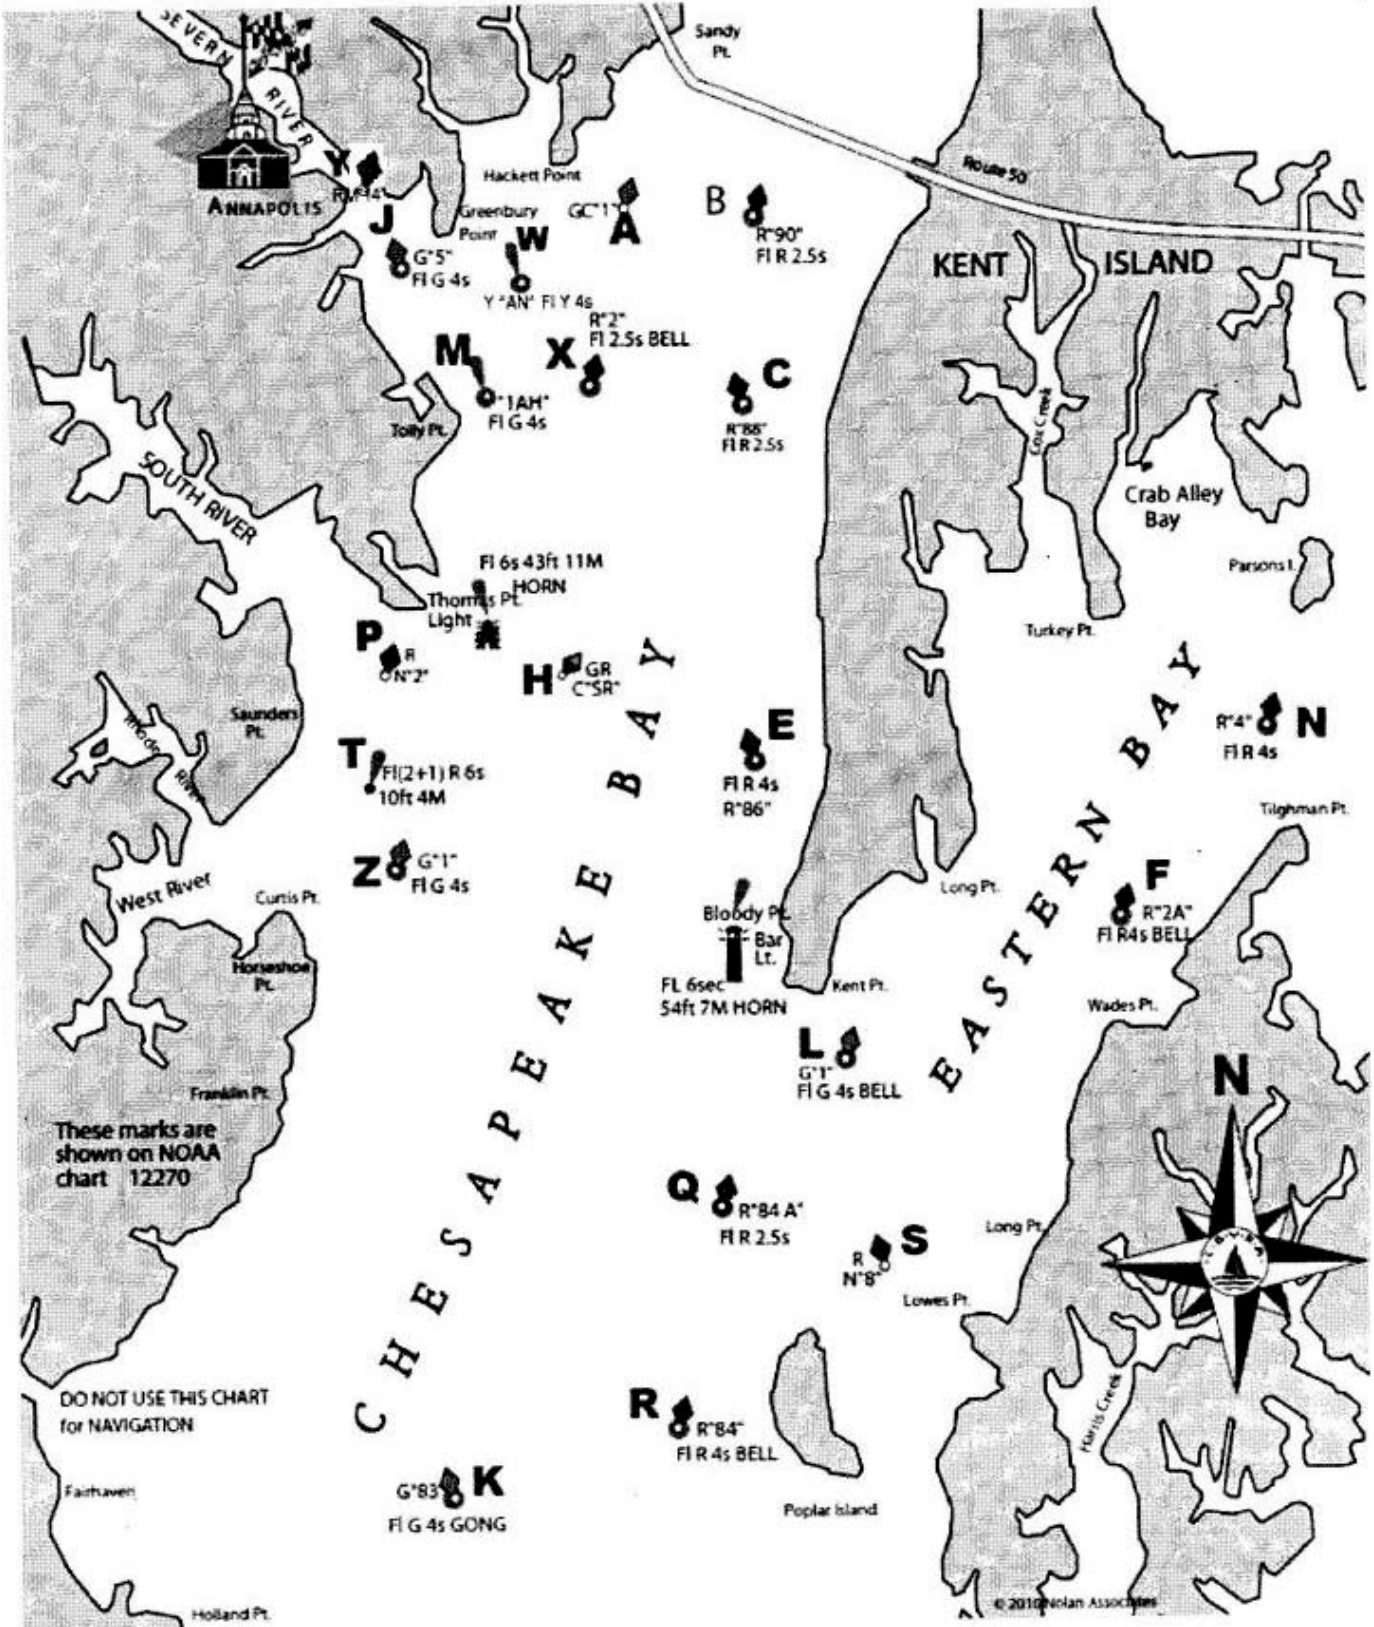 SEVERN
RIVER
Sandy
Pt.
Route 50
Y
ANNAPOLIS
Hackett Point
J
Greenbury
Point
GC"1"
A
B
R"90"
Fl R 2.5s
W
G"5"
Fl G 4s
Y "AN" Fl Y 4s
KENT ISLAND
R"2"
Fl 2.5s BELL
M
X
C
"1AH"
Fl G 4s
Tolly Pt.
R"88"
Fl R 2.5s
Cox Creek
SOUTH RIVER
Crab Alley
Bay
Parsons I.
Fl 6s 43ft 11M
HORN
Thomas Pt.
Light
Turkey Pt.
P
R
N"2"
H
GR
C"SR"
CHESAPEAKE BAY
EASTERN BAY
Saunders
Pt.
Rhode
River
E
Fl R 4s
R"86"
R"4"
N
Fl R 4s
T
Fl(2+1) R 6s
10ft 4M
Tilghman Pt.
Z
G"1"
Fl G 4s
West River
Curtis Pt.
Long Pt.
F
R"2A"
Fl R4s BELL
Bloody Pt.
Bar
Lt.
FL 6sec
54ft 7M HORN
Horseshoe
Pt.
Kent Pt.
Wades Pt.
L
G"1"
Fl G 4s BELL
N
Franklin Pt.
These marks are
shown on NOAA
chart 12270
Q
R"84 A"
Fl R 2.5s
S
R
N"8"
Long Pt.
Lowes Pt.
DO NOT USE THIS CHART
for NAVIGATION
R
R"84"
Fl R 4s BELL
Harris Creek
Fairhaven
G"83"
K
Fl G 4s GONG
Poplar Island
© 2010 Nolan Associates
Holland Pt.